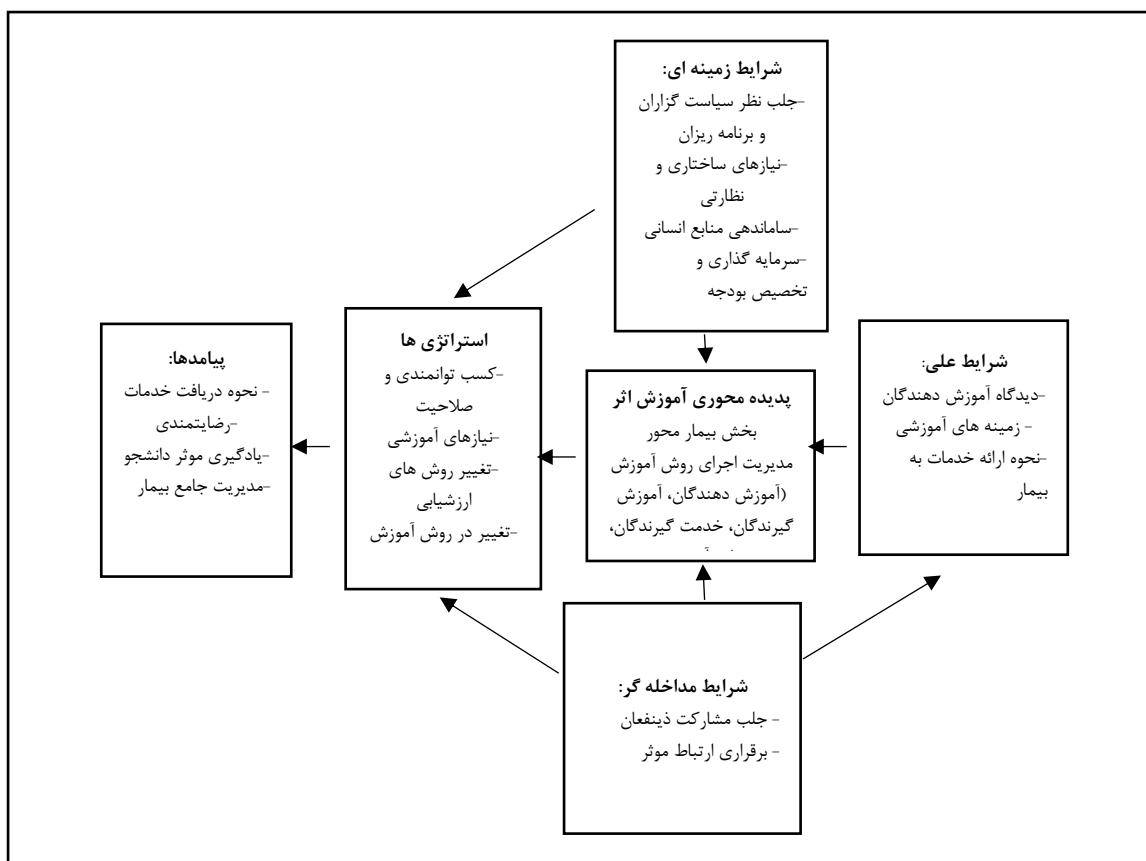 شرایط زمینه ای:
-جلب نظر سیاست گزاران
و برنامه ریزان
-نیازهای ساختاری و
نظارتی
-ساماندهی منابع انسانی
-سرمایه گذاری و
تخصیص بودجه
شرایط علی:
-دیدگاه آموزش دهندگان
- زمینه های آموزشی
-نحوه ارائه خدمات به
بیمار
پدیده محوری آموزش اثر
بخش بیمار محور
مدیریت اجرای روش آموزش
(آموزش دهندگان، آموزش
گیرندگان، خدمت گیرندگان،
استراتژی ها
-کسب توانمندی و
صلاحیت
-نیازهای آموزشی
-تغییر روش های
ارزشیابی
-تغییر در روش آموزش
پیامدها:
- نحوه دریافت خدمات
-رضایتمندی
-یادگیری موثر دانشجو
-مدیریت جامع بیمار
شرایط مداخله گر:
- جلب مشارکت ذینفعان
- برقراری ارتباط موثر